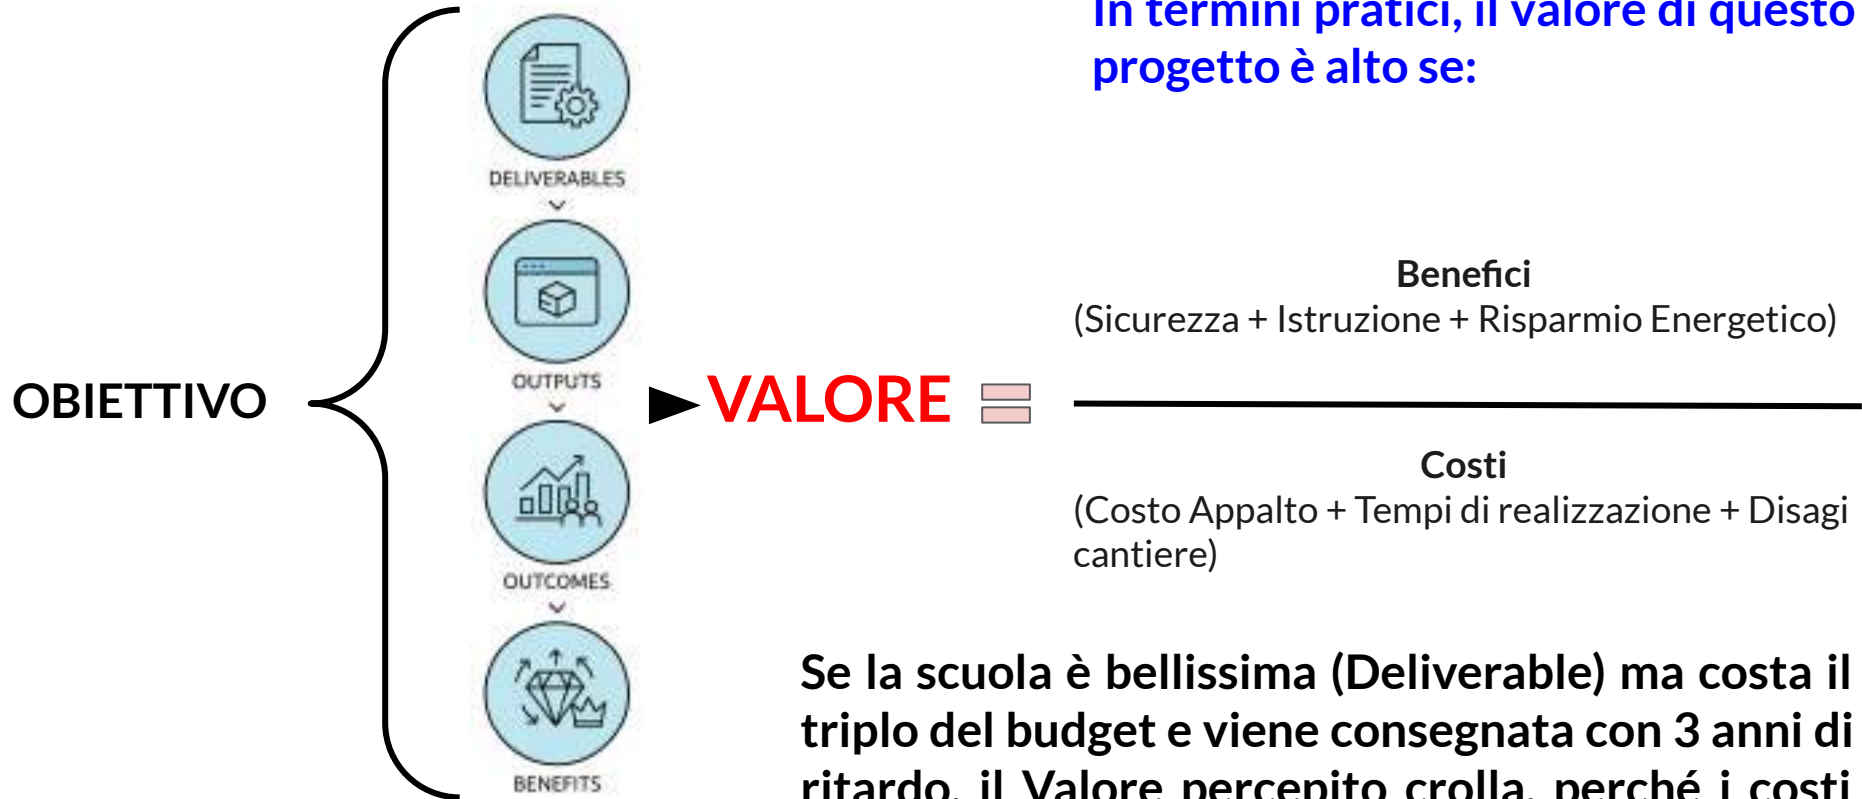 In termini pratici, il valore di questo
progetto è alto se:
DELIVERABLES
OUTPUTS
OUTCOMES
BENEFITS
OBIETTIVO
VALORE
Benefici
(Sicurezza + Istruzione + Risparmio Energetico)
Costi
(Costo Appalto + Tempi di realizzazione + Disagi
cantiere)
Se la scuola è bellissima (Deliverable) ma costa il
triplo del budget e viene consegnata con 3 anni di
ritardo, il Valore percepito crolla, perché i costi